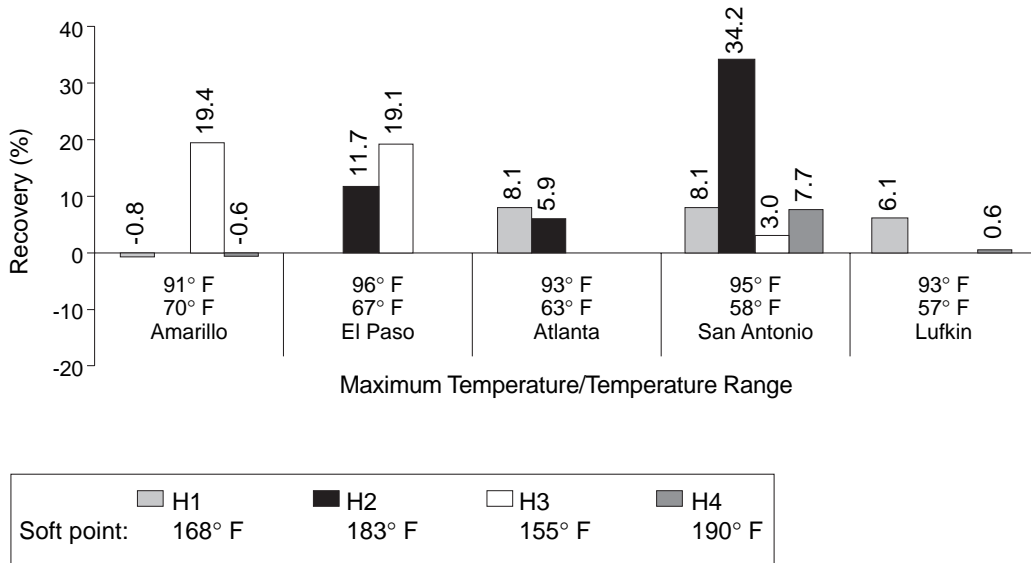 40
30
20
10
0
-10
-20
Recovery (%)
-0.8
19.4
-0.6
11.7
19.1
8.1
5.9
8.1
34.2
3.0
7.7
6.1
0.6
91° F 96° F 93° F 95° F 93° F
70° F 67° F 63° F 58° F 57° F
Amarillo El Paso Atlanta San Antonio Lufkin
Maximum Temperature/Temperature Range
H1 H2 H3 H4
Soft point: 168° F 183° F 155° F 190° F